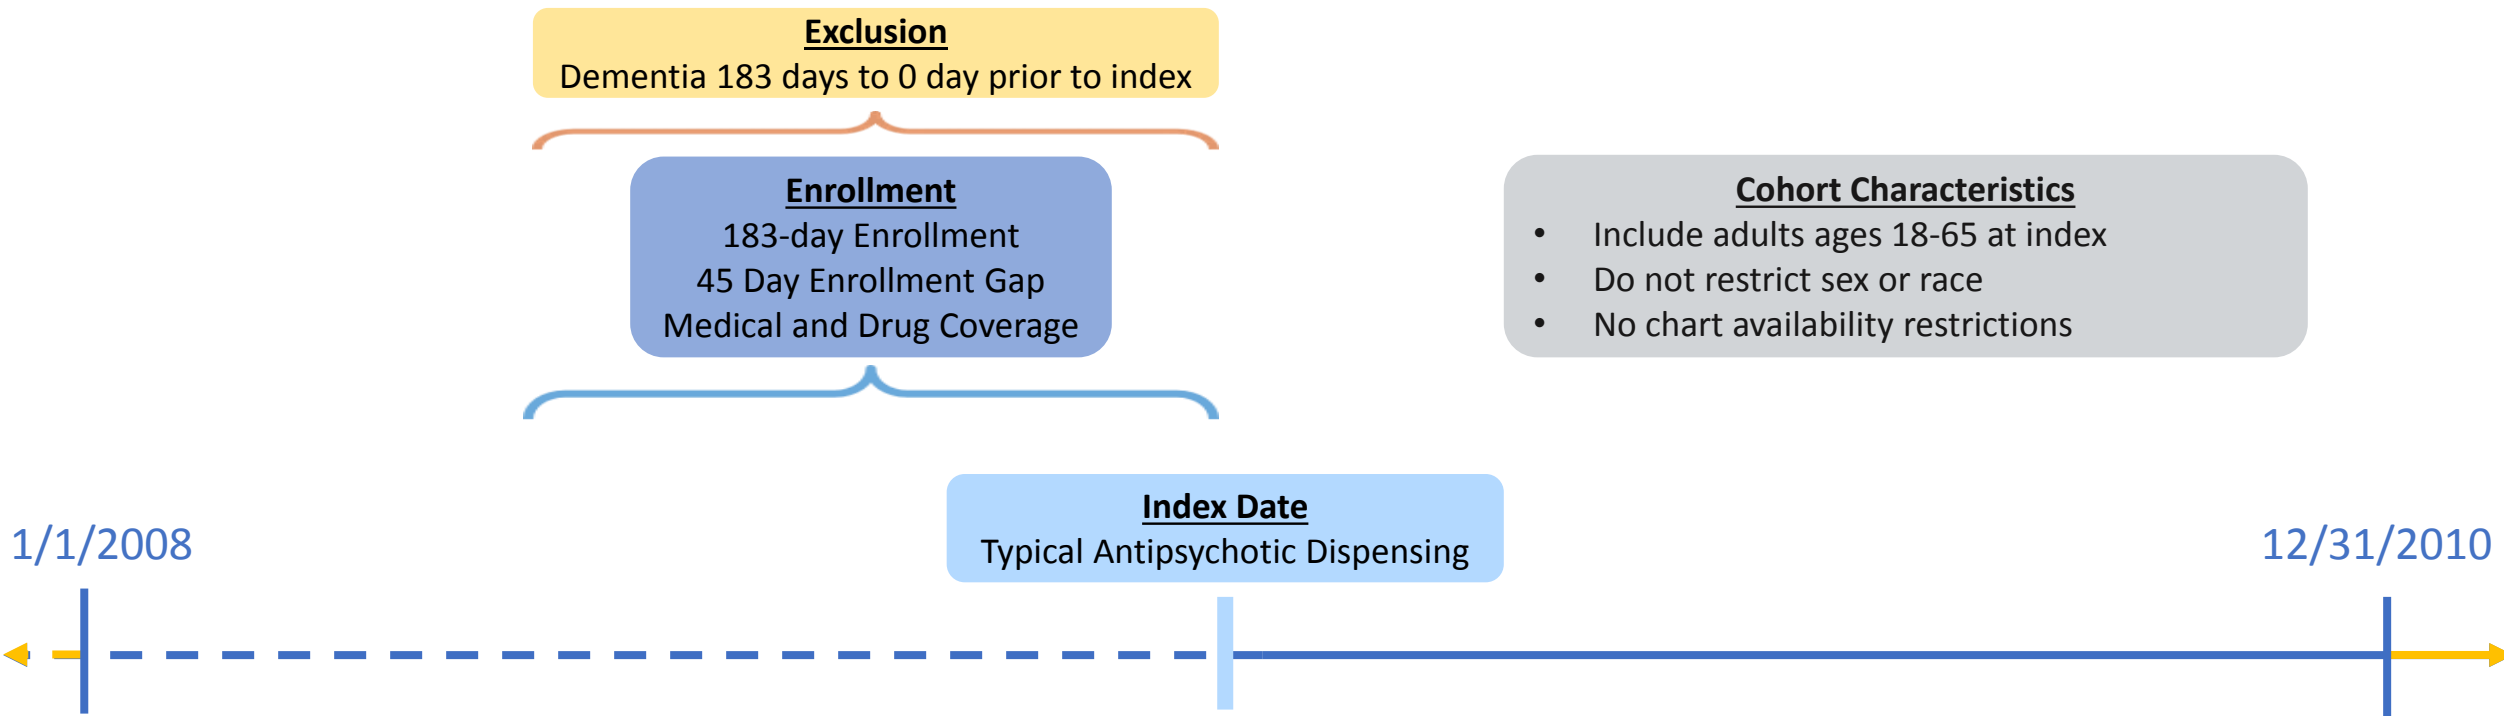 Exclusion
Dementia 183 days to 0 day prior to index
Enrollment
183-day Enrollment
45 Day Enrollment Gap
Medical and Drug Coverage
Cohort Characteristics
• Include adults ages 18-65 at index
• Do not restrict sex or race
• No chart availability restrictions
Index Date
Typical Antipsychotic Dispensing
1/1/2008
12/31/2010